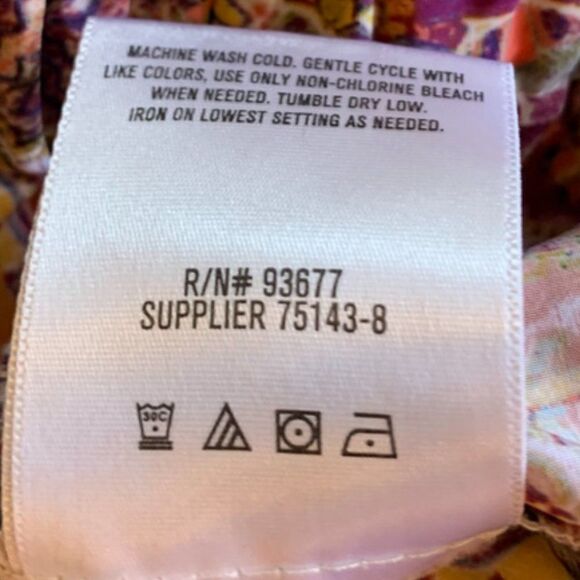 MACHINE WASH COLD. GENTLE CYCLE WITH
LIKE COLORS, USE ONLY NON-CHLORINE BLEACH
WHEN NEEDED. TUMBLE DRY LOW.
IRON ON LOWEST SETTING AS NEEDED.
R/N# 93677
SUPPLIER 75143-8
30C